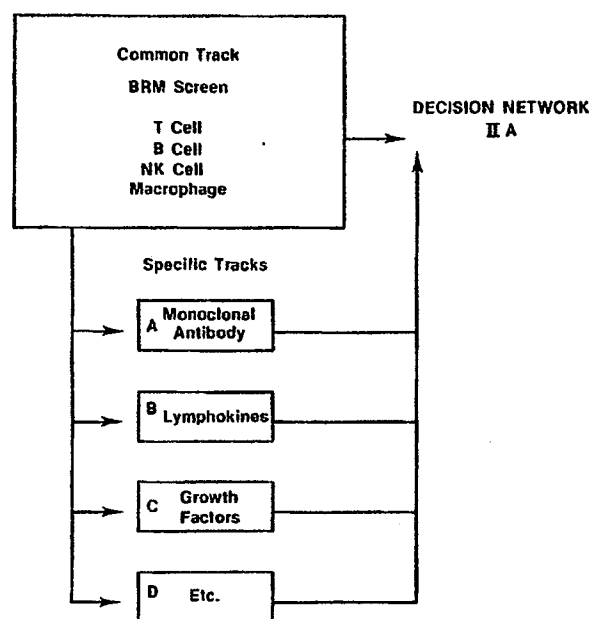 Common Track
BRM Screen
T Cell
B Cell
NK Cell
Macrophage
DECISION NETWORK
II A
Specific Tracks
A Monoclonal
Antibody
B Lymphokines
C Growth
Factors
D Etc.